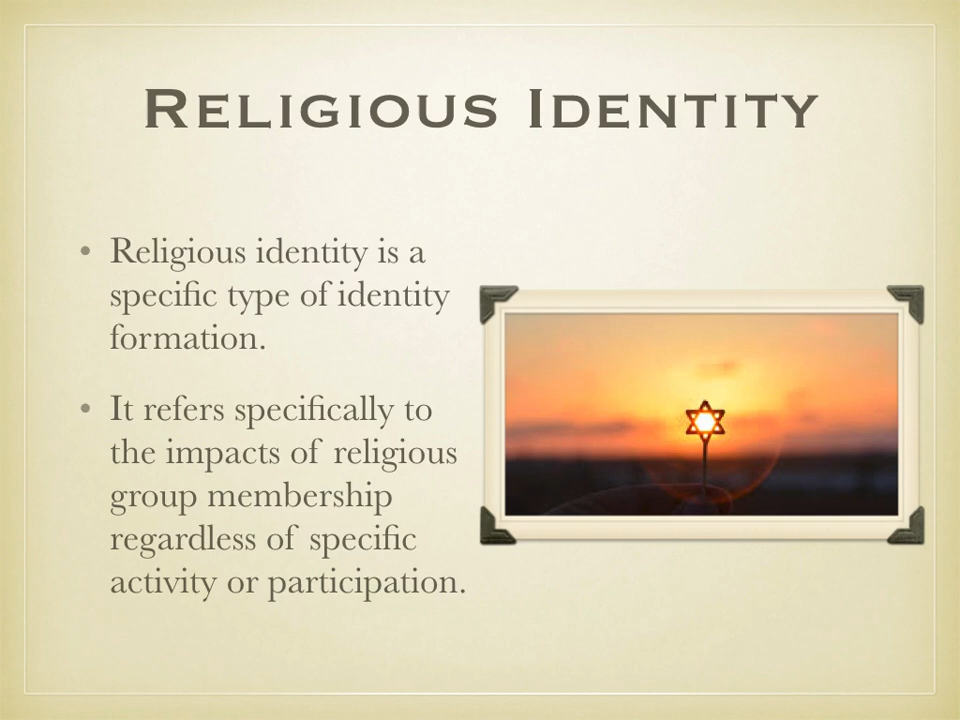 Religious Identity
• Religious identity is a
specific type of identity
formation.
• It refers specifically to
the impacts of religious
group membership
regardless of specific
activity or participation.